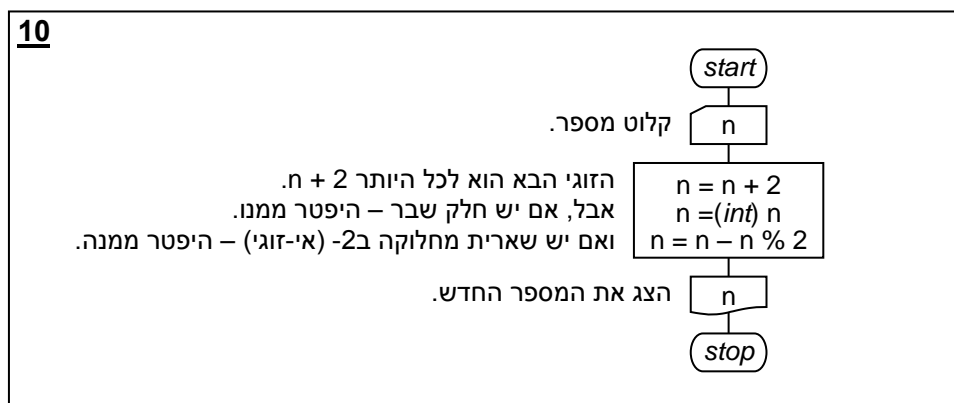 10
start
קלוט מספר.
n
הזוגי הבא הוא לכל היותר n + 2.
n = n + 2
אבל, אם יש חלק שבר – היפטר ממנו.
n =(int) n
ואם יש שארית מחלוקה ב2- (אי-זוגי) – היפטר ממנה.
n = n – n % 2
הצג את המספר החדש.
n
stop